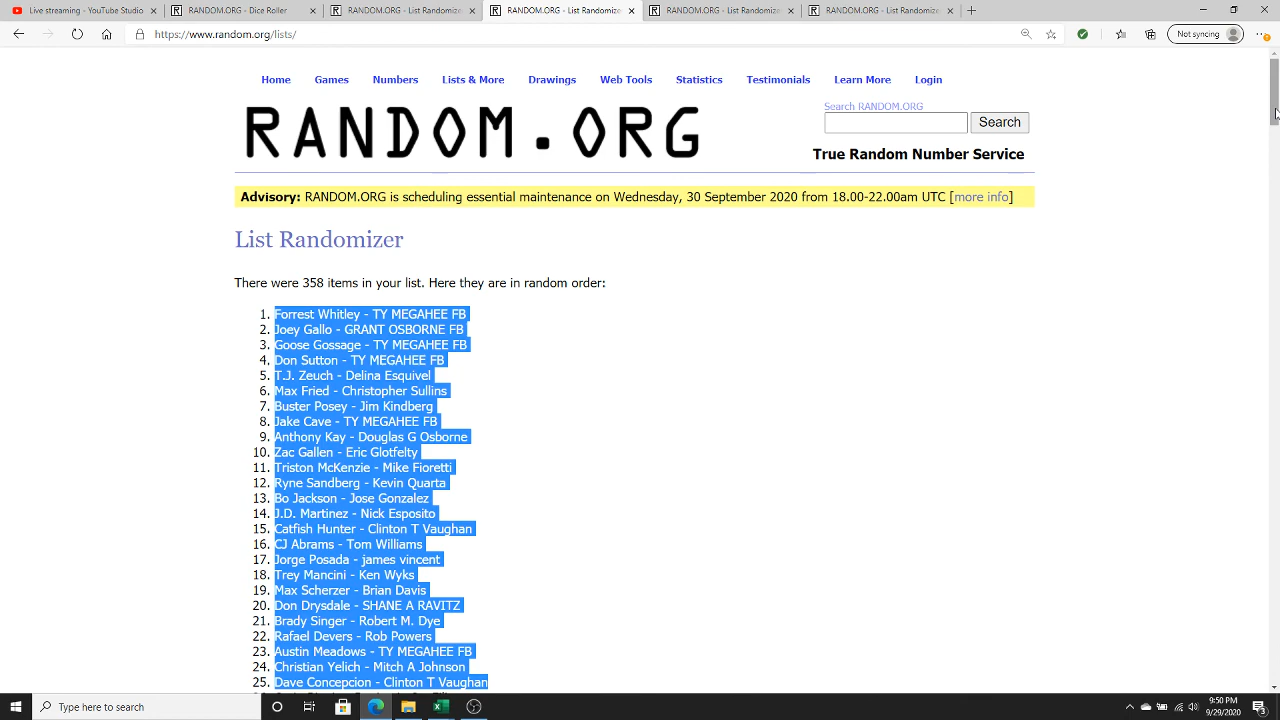 Live streaming - YouTube Studio
RANDOM.ORG - Dice Roller
RANDOM.ORG - List Randomizer
RANDOM.ORG - List Randomizer
RANDOM.ORG - List Randomizer
RANDOM.ORG - List Randomizer
https://www.random.org/lists/
Not syncing
Home Games Numbers Lists & More Drawings Web Tools Statistics Testimonials Learn More Login
RANDOM.ORG
Search RANDOM.ORG
Search
True Random Number Service
Advisory: RANDOM.ORG is scheduling essential maintenance on Wednesday, 30 September 2020 from 18.00-22.00am UTC [more info]
List Randomizer
There were 358 items in your list. Here they are in random order:
1. Forrest Whitley - TY MEGAHEE FB
2. Joey Gallo - GRANT OSBORNE FB
3. Goose Gossage - TY MEGAHEE FB
4. Don Sutton - TY MEGAHEE FB
5. T.J. Zeuch - Delina Esquivel
6. Max Fried - Christopher Sullins
7. Buster Posey - Jim Kindberg
8. Jake Cave - TY MEGAHEE FB
9. Anthony Kay - Douglas G Osborne
10. Zac Gallen - Eric Glotfelty
11. Triston McKenzie - Mike Fioretti
12. Ryne Sandberg - Kevin Quarta
13. Bo Jackson - Jose Gonzalez
14. J.D. Martinez - Nick Esposito
15. Catfish Hunter - Clinton T Vaughan
16. CJ Abrams - Tom Williams
17. Jorge Posada - james vincent
18. Trey Mancini - Ken Wyks
19. Max Scherzer - Brian Davis
20. Don Drysdale - SHANE A RAVITZ
21. Brady Singer - Robert M. Dye
22. Rafael Devers - Rob Powers
23. Austin Meadows - TY MEGAHEE FB
24. Christian Yelich - Mitch A Johnson
25. Dave Concepcion - Clinton T Vaughan
Type here to search
9:50 PM
9/29/2020